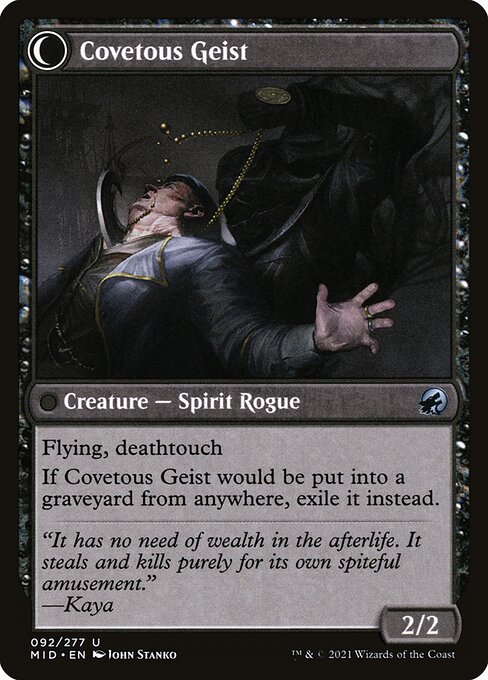 Covetous Geist
Creature — Spirit Rogue
Flying, deathtouch
If Covetous Geist would be put into a
graveyard from anywhere, exile it instead.
“It has no need of wealth in the afterlife. It
steals and kills purely for its own spiteful
amusement.”
—Kaya
2/2
092/277 U
MID • EN John Stanko
™ & © 2021 Wizards of the Coast